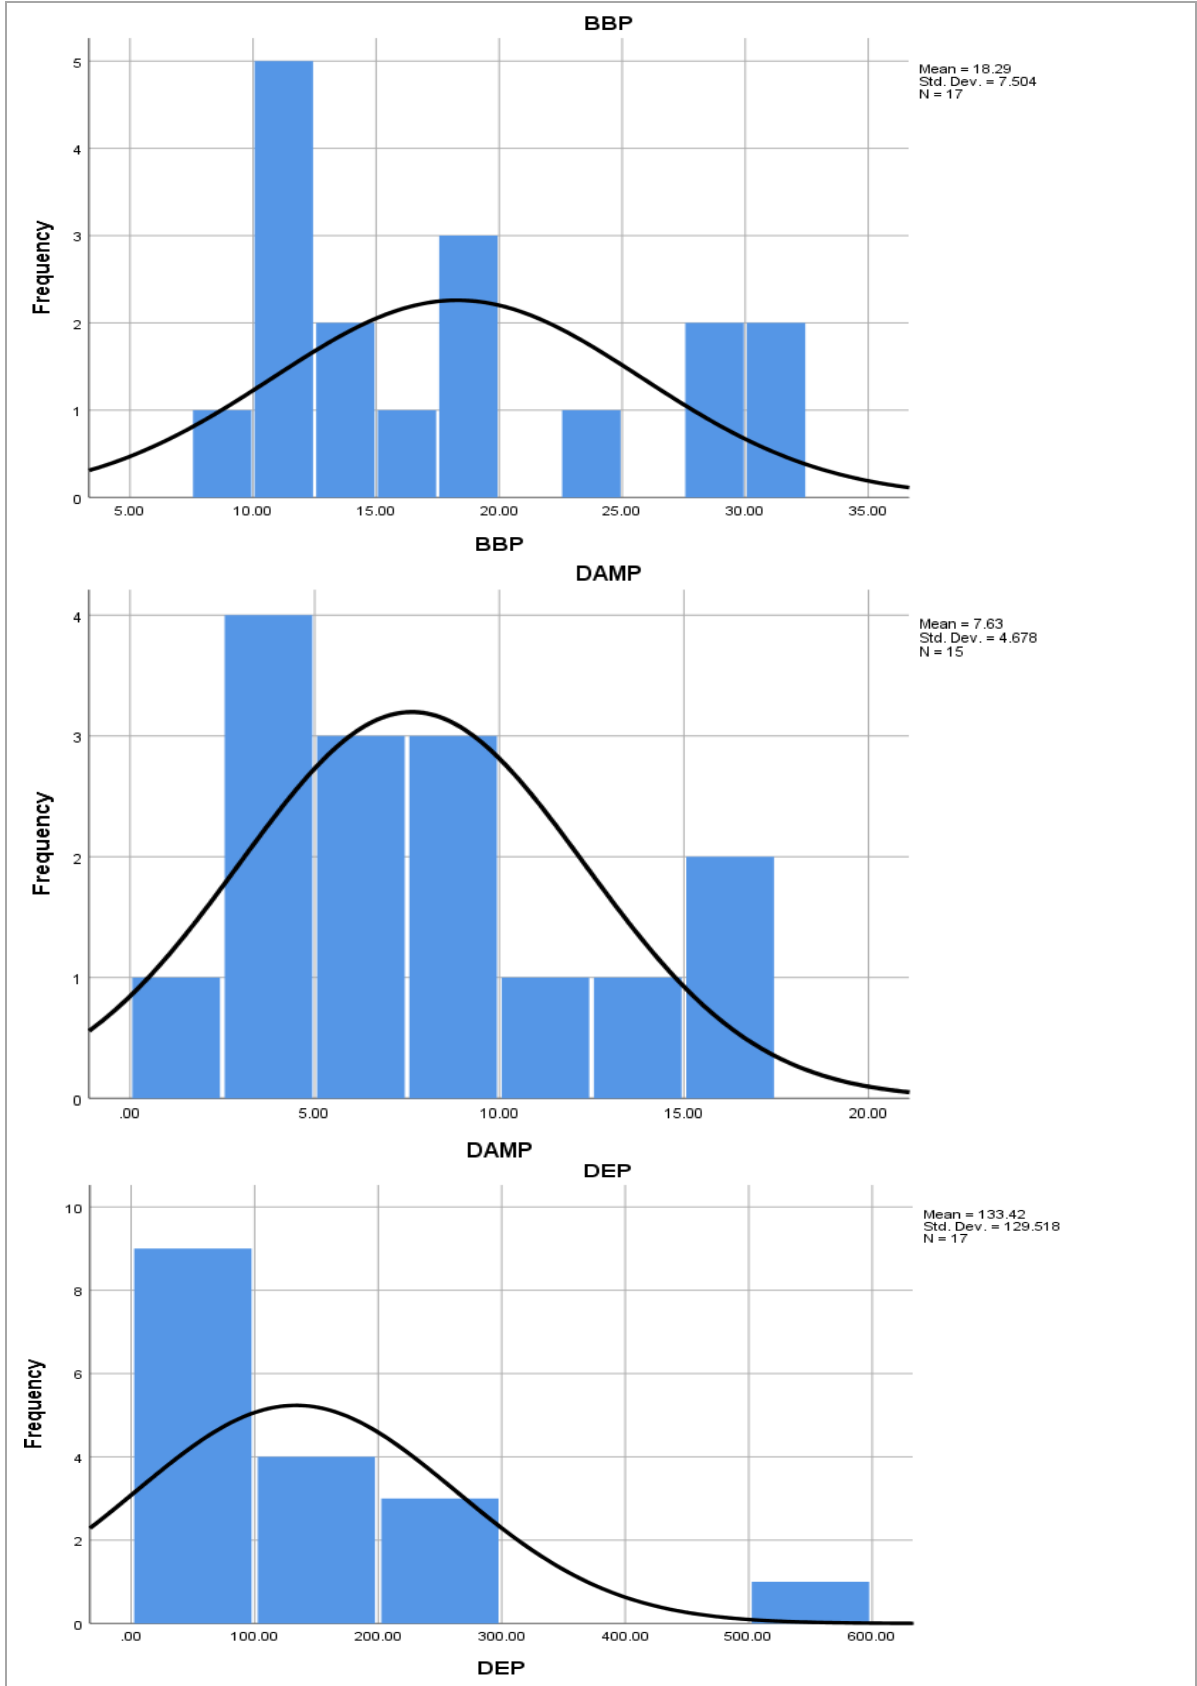 BBP
Mean = 18.29
Std. Dev. = 7.504
N = 17
5
4
3
2
1
0
Frequency
5.00 10.00 15.00 20.00 25.00 30.00 35.00
BBP
DAMP
Mean = 7.63
Std. Dev. = 4.678
N = 15
4
3
2
1
0
Frequency
.00 5.00 10.00 15.00 20.00
DAMP
DEP
Mean = 133.42
Std. Dev. = 129.518
N = 17
10
8
6
4
2
0
Frequency
.00 100.00 200.00 300.00 400.00 500.00 600.00
DEP